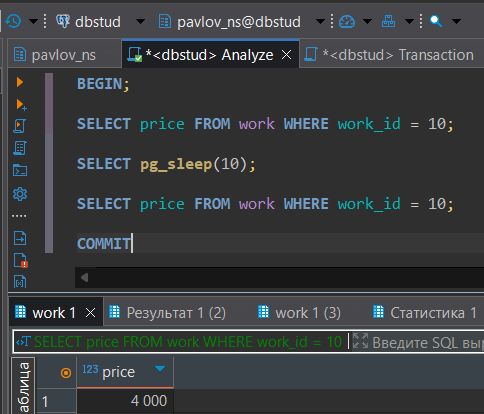 dbstud pavlov_ns@dbstud
pavlov_ns *<dbstud> Analyze *<dbstud> Transaction
BEGIN;
SELECT price FROM work WHERE work_id = 10;
SELECT pg_sleep(10);
SELECT price FROM work WHERE work_id = 10;
COMMIT
work 1 Результат 1 (2) work 1 (3) Статистика 1
SELECT price FROM work WHERE work_id = 10 Введите SQL выр
аблица
123 price
1 4 000